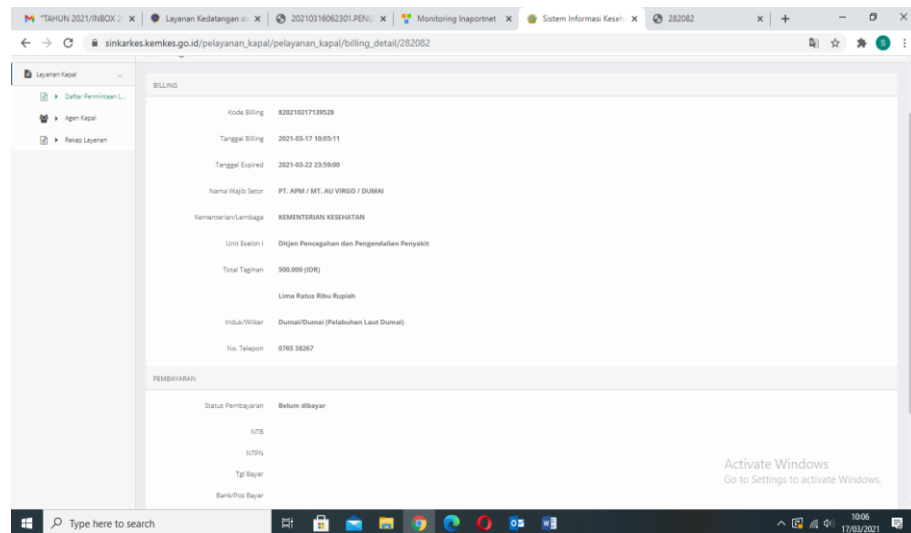 *TAHUN 2021/INBOX 2
Layanan Kedatangan d
20210316062301.PENU
Monitoring Inaportnet
Sistem Informasi Keseh
282082
sinkarkes.kemkes.go.id/pelayanan_kapal/pelayanan_kapal/billing_detail/282082
Layanan Kapal
Daftar Permintaan L...
Agen Kapal
Rekap Layanan
BILLING
Kode Billing 820210317139528
Tanggal Billing 2021-03-17 10:05:11
Tanggal Expired 2021-03-22 23:59:00
Nama Wajib Setor PT. APM / MT. AU VIRGO / DUMAI
Kementerian/Lembaga KEMENTERIAN KESEHATAN
Unit Eselon I Ditjen Pencegahan dan Pengendalian Penyakit
Total Tagihan 500.000 (IDR)
Lima Ratus Ribu Rupiah
Induk/Wilker Dumai/Dumai (Pelabuhan Laut Dumai)
No. Telepon 0765 38267
PEMBAYARAN
Status Pembayaran Belum dibayar
NTB
NTPN
Tgl Bayar
Bank/Pos Bayar
Activate Windows
Go to Settings to activate Windows.
Type here to search
10:06
17/03/2021